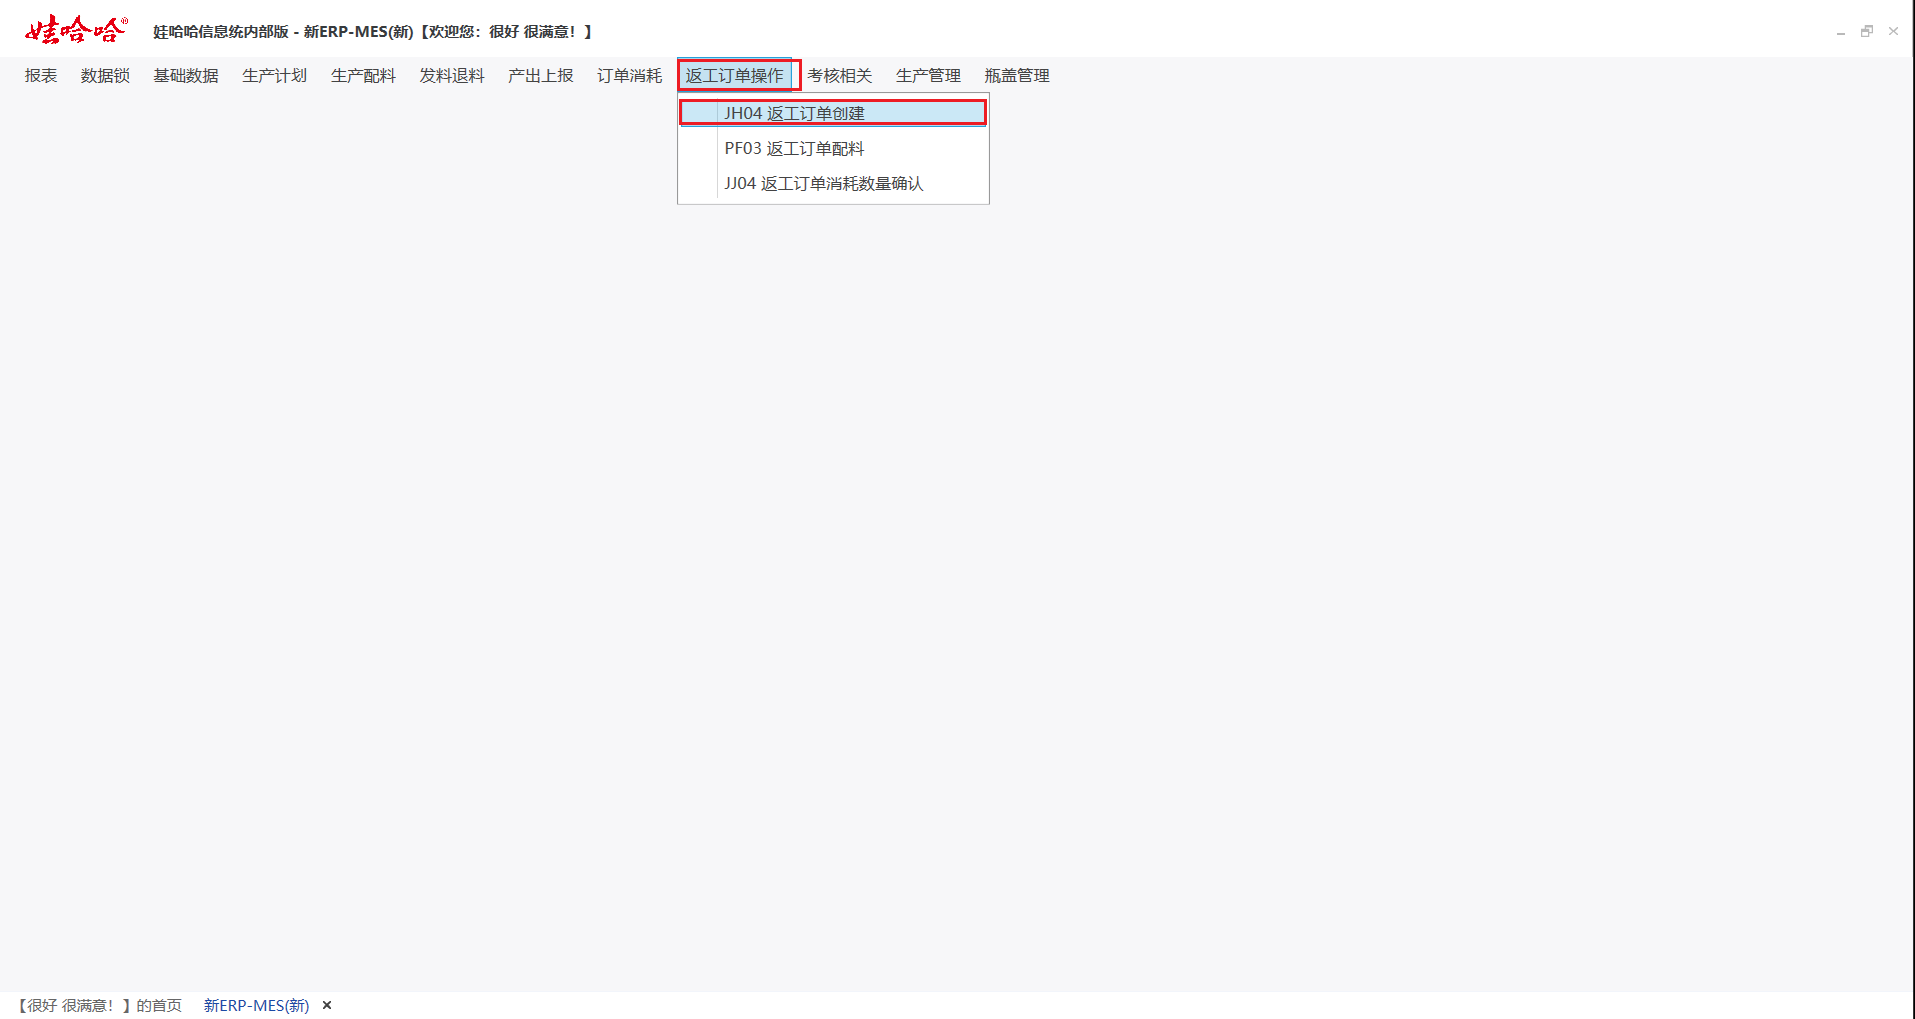 娃哈哈®
娃哈哈信息统内部版 - 新ERP-MES(新)【欢迎您：很好 很满意！】
报表 数据锁 基础数据 生产计划 生产配料 发料退料 产出上报 订单消耗 返工订单操作 考核相关 生产管理 瓶盖管理
JH04 返工订单创建
PF03 返工订单配料
JJ04 返工订单消耗数量确认
【很好 很满意！】的首页 新ERP-MES(新) ×